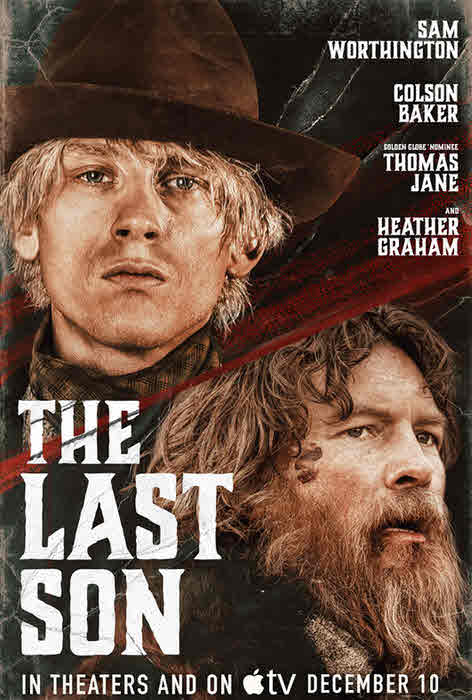 SAM
WORTHINGTON
COLSON
BAKER
GOLDEN GLOBE® NOMINEE
THOMAS
JANE
AND
HEATHER
GRAHAM
THE
LAST
SON
IN THEATERS AND ON tv DECEMBER 10